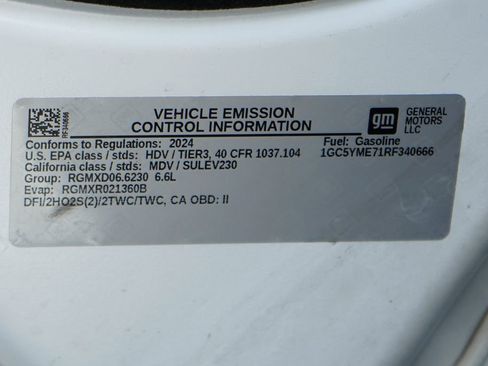 VEHICLE EMISSION
CONTROL INFORMATION
gm
GENERAL
MOTORS
LLC
RF340666
Conforms to Regulations: 2024
Fuel: Gasoline
U.S. EPA class / stds: HDV / TIER3, 40 CFR 1037.104
1GC5YME71RF340666
California class / stds: MDV / SULEV230
Group: RGMXD06.6230 6.6L
Evap: RGMXR021360B
DFI/2HO2S(2)/2TWC/TWC, CA OBD: II